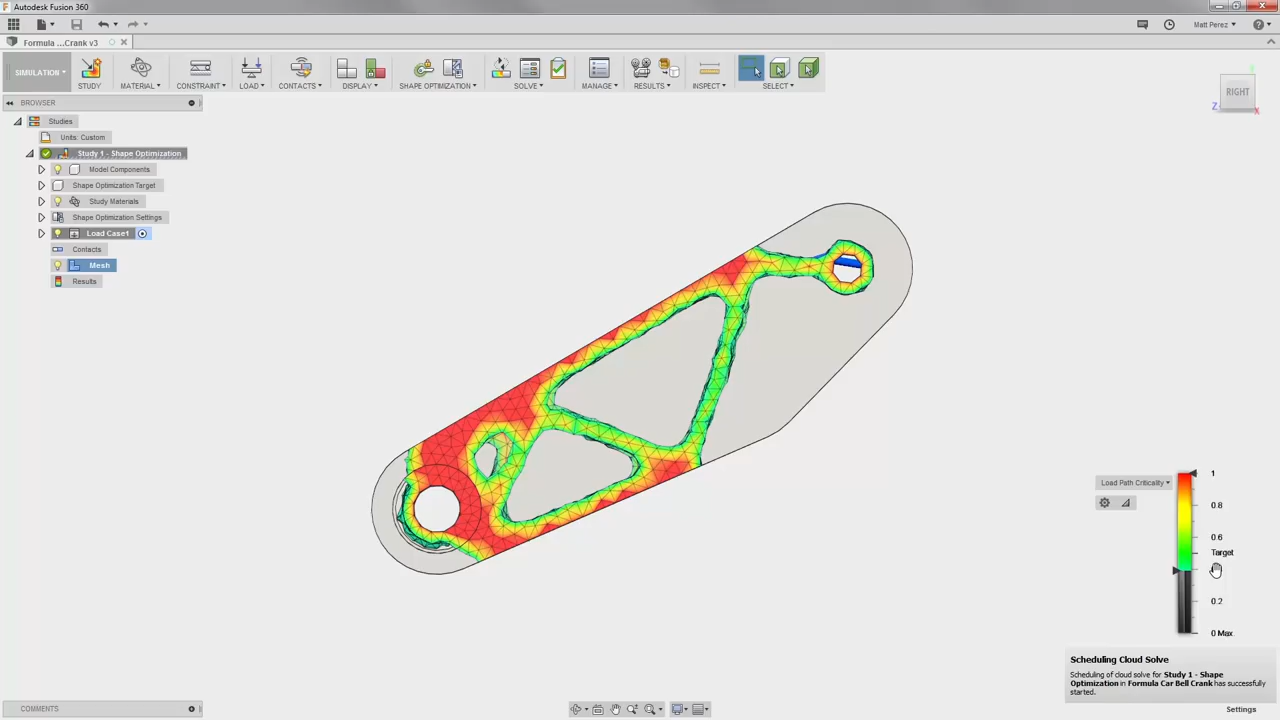 Autodesk Fusion 360
Matt Perez
Formula ...Crank v3
SIMULATION
STUDY
MATERIAL
CONSTRAINT
LOAD
CONTACTS
DISPLAY
SHAPE OPTIMIZATION
SOLVE
MANAGE
RESULTS
INSPECT
SELECT
BROWSER
RIGHT
Z
X
Studies
Units: Custom
Study 1 - Shape Optimization
Model Components
Shape Optimization Target
Study Materials
Shape Optimization Settings
Load Case1
Contacts
Mesh
Results
Load Path Criticality
1
0.8
0.6
Target
0.2
0 Max.
Scheduling Cloud Solve
Scheduling of cloud solve for Study 1 - Shape
Optimization in Formula Car Bell Crank has successfully
started.
Settings
COMMENTS